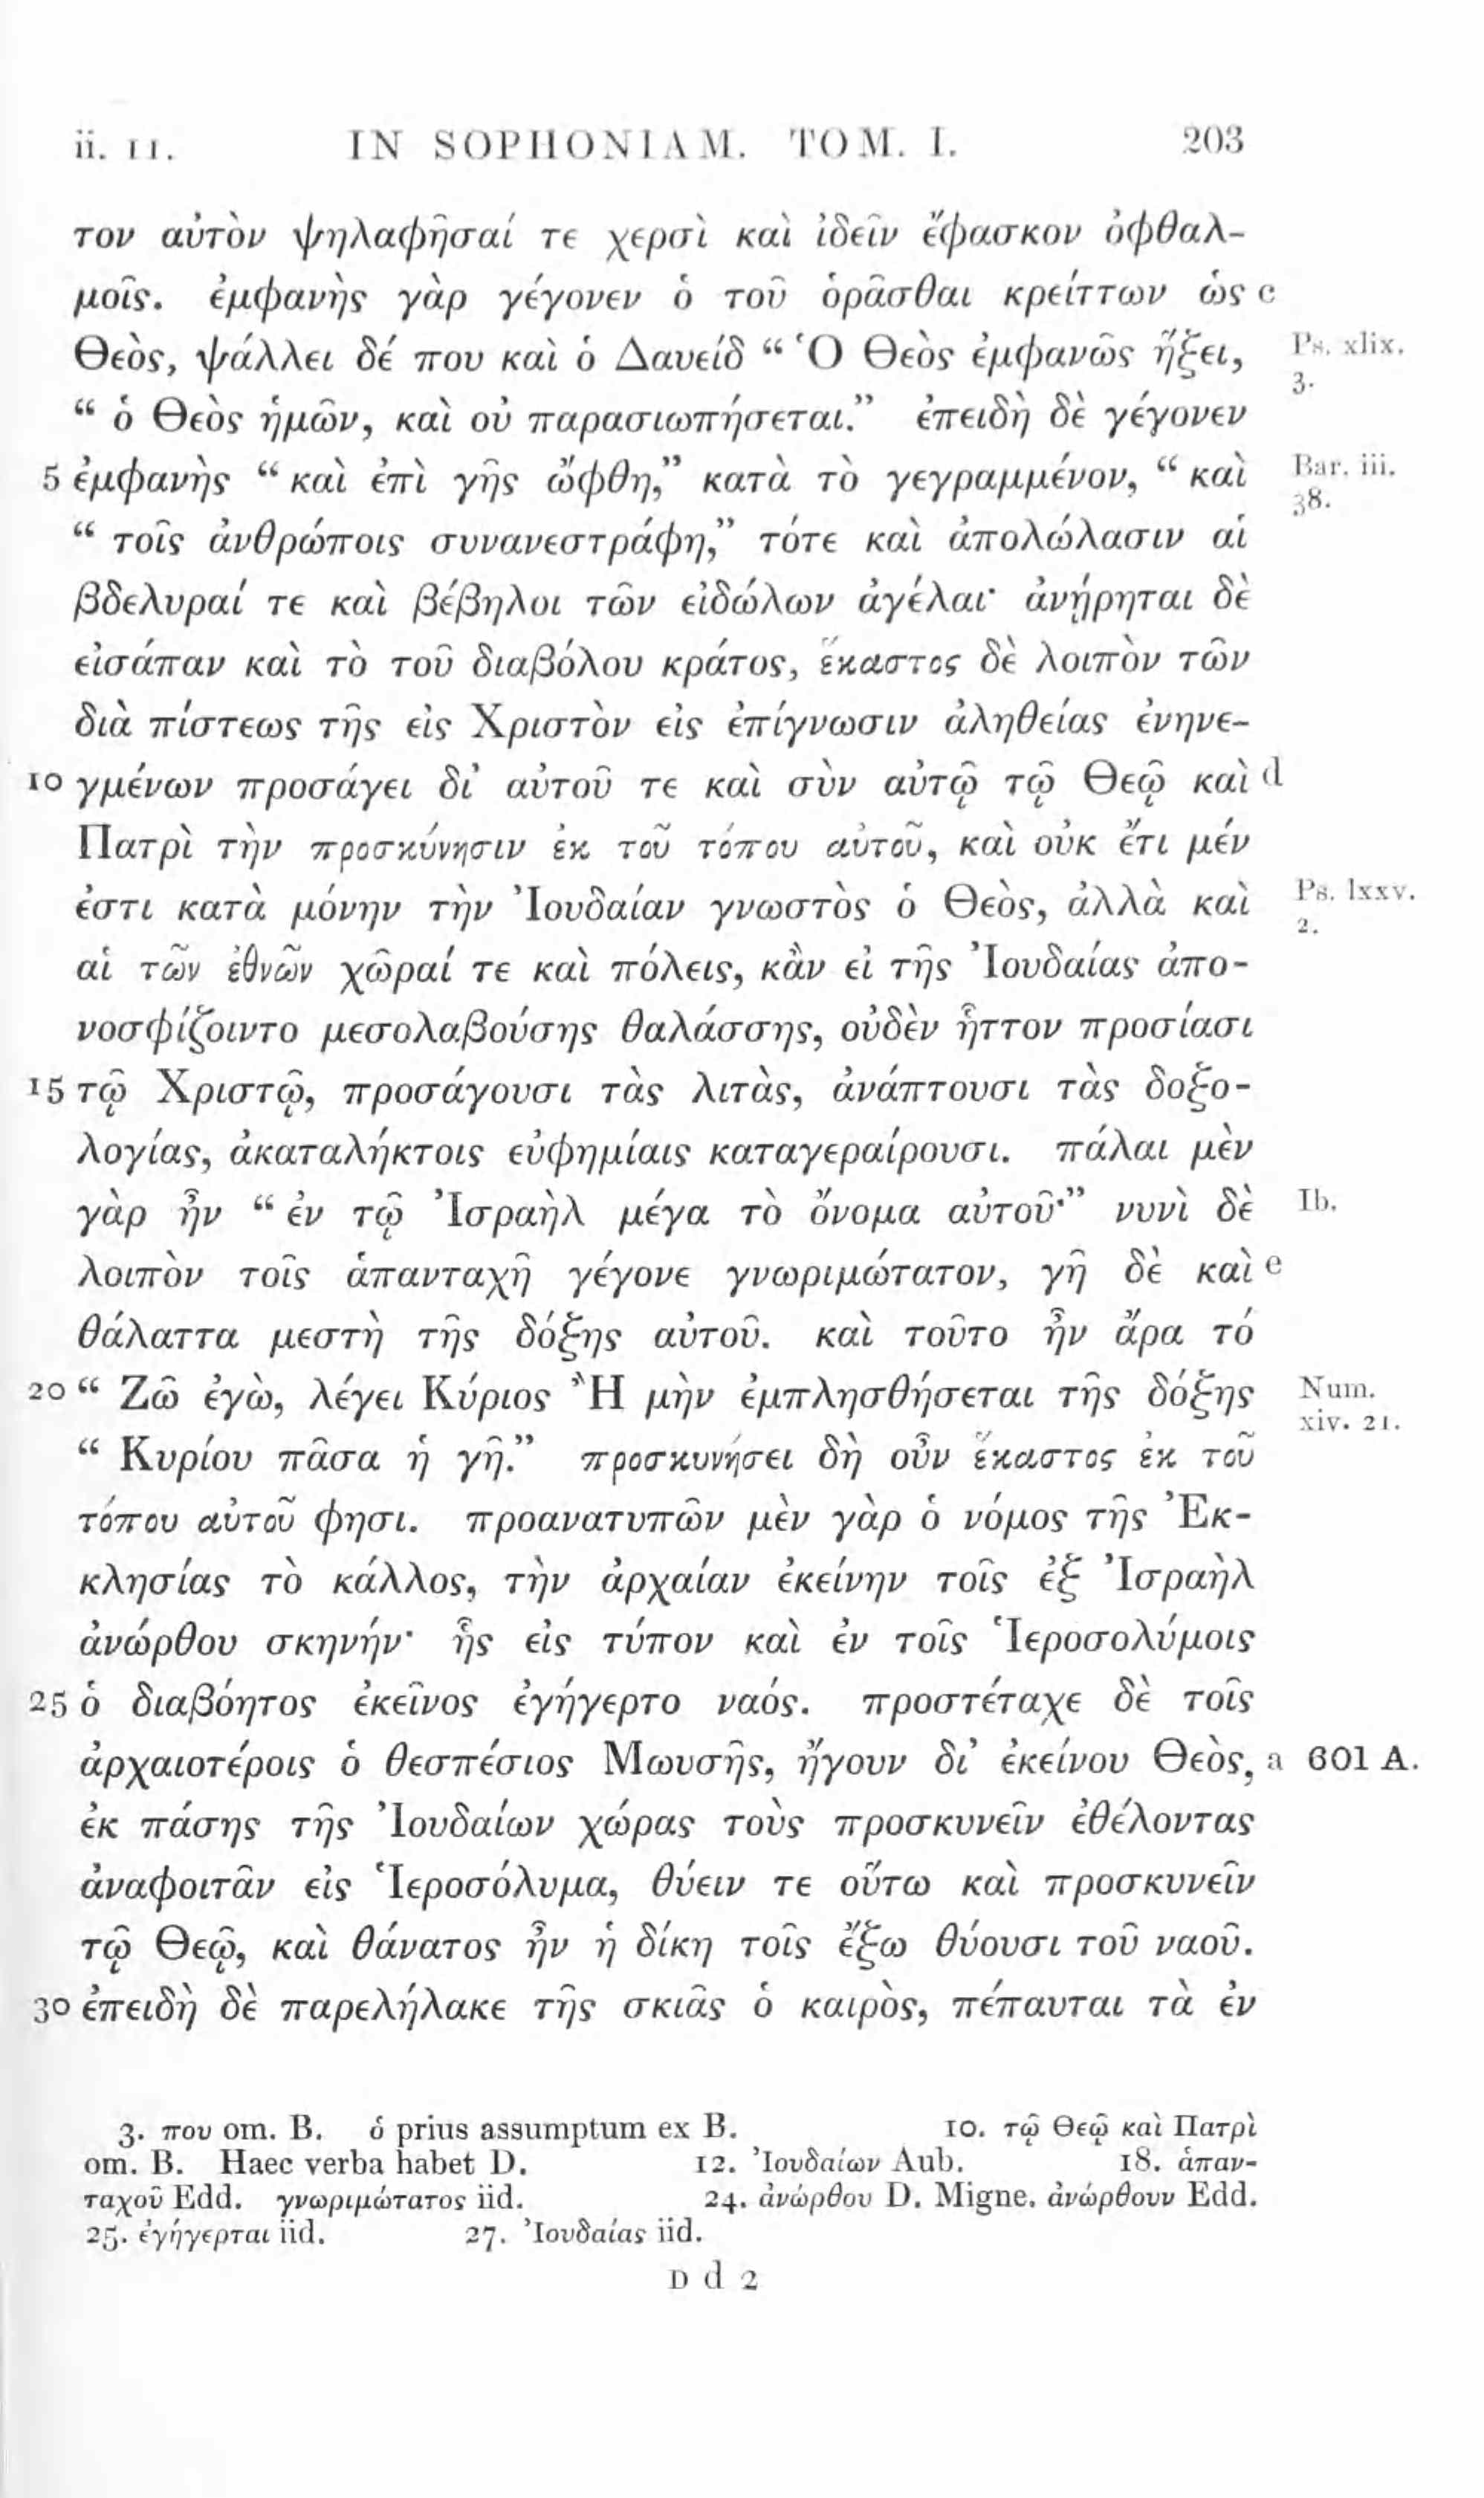 ii. 11. IN SOPHONIAM. TOM. I. 203
τον αὐτὸν ψηλαφῆσαί τε χερσὶ καὶ ἰδεῖν ἔφασκον ὀφθαλ-
μοῖς. ἐμφανὴς γὰρ γέγονεν ὁ τοῦ ὁρᾶσθαι κρείττων ὡς c
Θεὸς, ψάλλει δέ που καὶ ὁ Δαυείδ “ Ὁ Θεὸς ἐμφανῶς ἥξει, Ps. xlix. 3.
“ ὁ Θεὸς ἡμῶν, καὶ οὐ παρασιωπήσεται.” ἐπειδὴ δὲ γέγονεν
5 ἐμφανὴς “ καὶ ἐπὶ γῆς ὤφθη,” κατὰ τὸ γεγραμμένον, “ καὶ Bar. iii. 38.
“ τοῖς ἀνθρώποις συνανεστράφη,” τότε καὶ ἀπολώλασιν αἱ
βδελυραί τε καὶ βέβηλοι τῶν εἰδώλων ἀγέλαι· ἀνῄρηται δὲ
εἰσάπαν καὶ τὸ τοῦ διαβόλου κράτος, ἕκαστος δὲ λοιπὸν τῶν
διὰ πίστεως τῆς εἰς Χριστὸν εἰς ἐπίγνωσιν ἀληθείας ἐνηνε-
10 γμένων προσάγει δι’ αὐτοῦ τε καὶ σὺν αὐτῷ τῷ Θεῷ καὶ d
Πατρὶ τὴν προσκύνησιν ἐκ τοῦ τόπου αὐτοῦ, καὶ οὐκ ἔτι μέν
ἐστι κατὰ μόνην τὴν Ἰουδαίαν γνωστὸς ὁ Θεὸς, ἀλλὰ καὶ Ps. lxxv. 2.
αἱ τῶν ἐθνῶν χῶραί τε καὶ πόλεις, κἂν εἰ τῆς Ἰουδαίας ἀπο-
νοσφίζοιντο μεσολαβούσης θαλάσσης, οὐδὲν ἧττον προσίασι
15 τῷ Χριστῷ, προσάγουσι τὰς λιτὰς, ἀνάπτουσι τὰς δοξο-
λογίας, ἀκαταλήκτοις εὐφημίαις καταγεραίρουσι. πάλαι μὲν
γὰρ ἦν “ ἐν τῷ Ἰσραὴλ μέγα τὸ ὄνομα αὐτοῦ·” νυνὶ δὲ Ib.
λοιπὸν τοῖς ἁπανταχῆ γέγονε γνωριμώτατον, γῆ δὲ καὶ e
θάλαττα μεστὴ τῆς δόξης αὐτοῦ. καὶ τοῦτο ἦν ἄρα τό
20 “ Ζῶ ἐγὼ, λέγει Κύριος Ἦ μὴν ἐμπλησθήσεται τῆς δόξης Num. xiv. 21.
“ Κυρίου πᾶσα ἡ γῆ.” προσκυνήσει δὴ οὖν ἕκαστος ἐκ τοῦ
τόπου αὐτοῦ φησι. προανατυπῶν μὲν γὰρ ὁ νόμος τῆς Ἐκ-
κλησίας τὸ κάλλος, τὴν ἀρχαίαν ἐκείνην τοῖς ἐξ Ἰσραὴλ
ἀνώρθου σκηνήν· ἧς εἰς τύπον καὶ ἐν τοῖς Ἱεροσολύμοις
25 ὁ διαβόητος ἐκεῖνος ἐγήγερτο ναός. προστέταχε δὲ τοῖς
ἀρχαιοτέροις ὁ θεσπέσιος Μωυσῆς, ἤγουν δι’ ἐκείνου Θεὸς, a 601 A.
ἐκ πάσης τῆς Ἰουδαίων χώρας τοὺς προσκυνεῖν ἐθέλοντας
ἀναφοιτᾶν εἰς Ἱεροσόλυμα, θύειν τε οὕτω καὶ προσκυνεῖν
τῷ Θεῷ, καὶ θάνατος ἦν ἡ δίκη τοῖς ἔξω θύουσι τοῦ ναοῦ.
30 ἐπειδὴ δὲ παρελήλακε τῆς σκιᾶς ὁ καιρὸς, πέπαυται τὰ ἐν
3. που om. B. ὁ prius assumptum ex B. 10. τῷ Θεῷ καὶ Πατρὶ
om. B. Haec verba habet D. 12. Ἰουδαίων Aub. 18. ἁπαν-
ταχοῦ Edd. γνωριμώτατος iid. 24. ἀνώρθου D. Migne. ἀνώρθουν Edd.
25. ἐγήγερται iid. 27. Ἰουδαίας iid.
D d 2